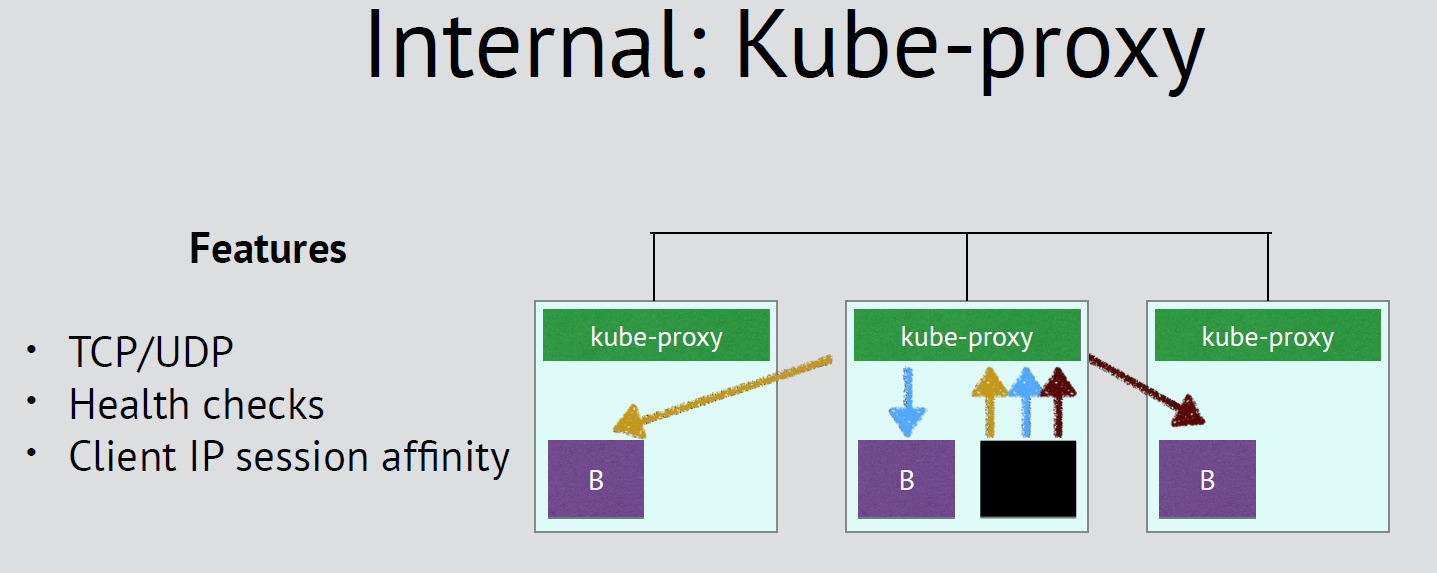 Internal: Kube-proxy
Features
• TCP/UDP
• Health checks
• Client IP session affinity
kube-proxy
kube-proxy
kube-proxy
B
B
B